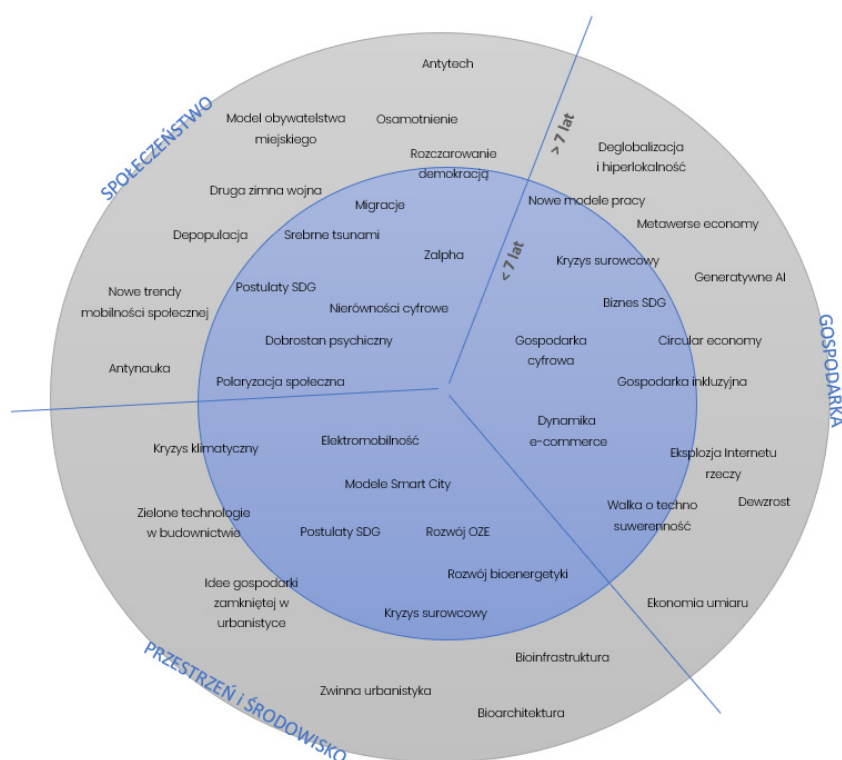 SPOŁECZEŃSTWO
Antytech
Model obywatelstwa
miejskiego
Osamotnienie
Rozczarowanie
demokracją
Druga zimna wojna
Migracje
Depopulacja
Srebrne tsunami
Zalpha
Nowe trendy
mobilności społecznej
Postulaty SDG
Nierówności cyfrowe
Dobrostan psychiczny
Antynauka
Polaryzacja społeczna
> 7 lat
< 7 lat
GOSPODARKA
Deglobalizacja
i hiperlokalność
Nowe modele pracy
Metawerse economy
Kryzys surowcowy
Generatywne AI
Biznes SDG
Gospodarka
cyfrowa
Circular economy
Gospodarka inkluzyjna
Dynamika
e-commerce
Eksplozja Internetu
rzeczy
Walka o techno
suwerenność
Dewzrost
Ekonomia umiaru
PRZESTRZEŃ i ŚRODOWISKO
Kryzys klimatyczny
Elektromobilność
Modele Smart City
Zielone technologie
w budownictwie
Postulaty SDG
Rozwój OZE
Idee gospodarki
zamkniętej w
urbanistyce
Rozwój bioenergetyki
Kryzys surowcowy
Bioinfrastruktura
Zwinna urbanistyka
Bioarchitektura